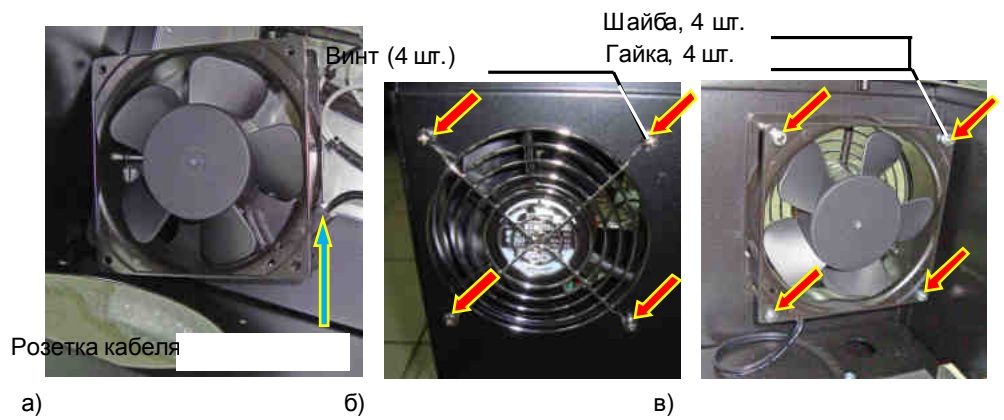 Шайба, 4 шт.
Винт (4 шт.)
Гайка, 4 шт.
Розетка кабеля
а)
б)
в)